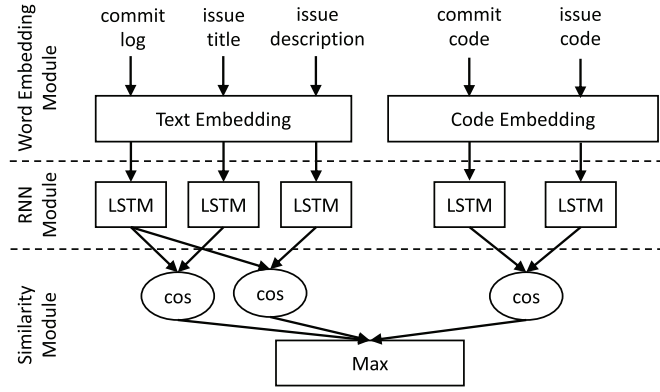 commit
log
issue
title
issue
description
commit
code
issue
code
Word Embedding
Module
Text Embedding
Code Embedding
RNN
Module
LSTM
LSTM
LSTM
LSTM
LSTM
Similarity
Module
cos
cos
cos
Max